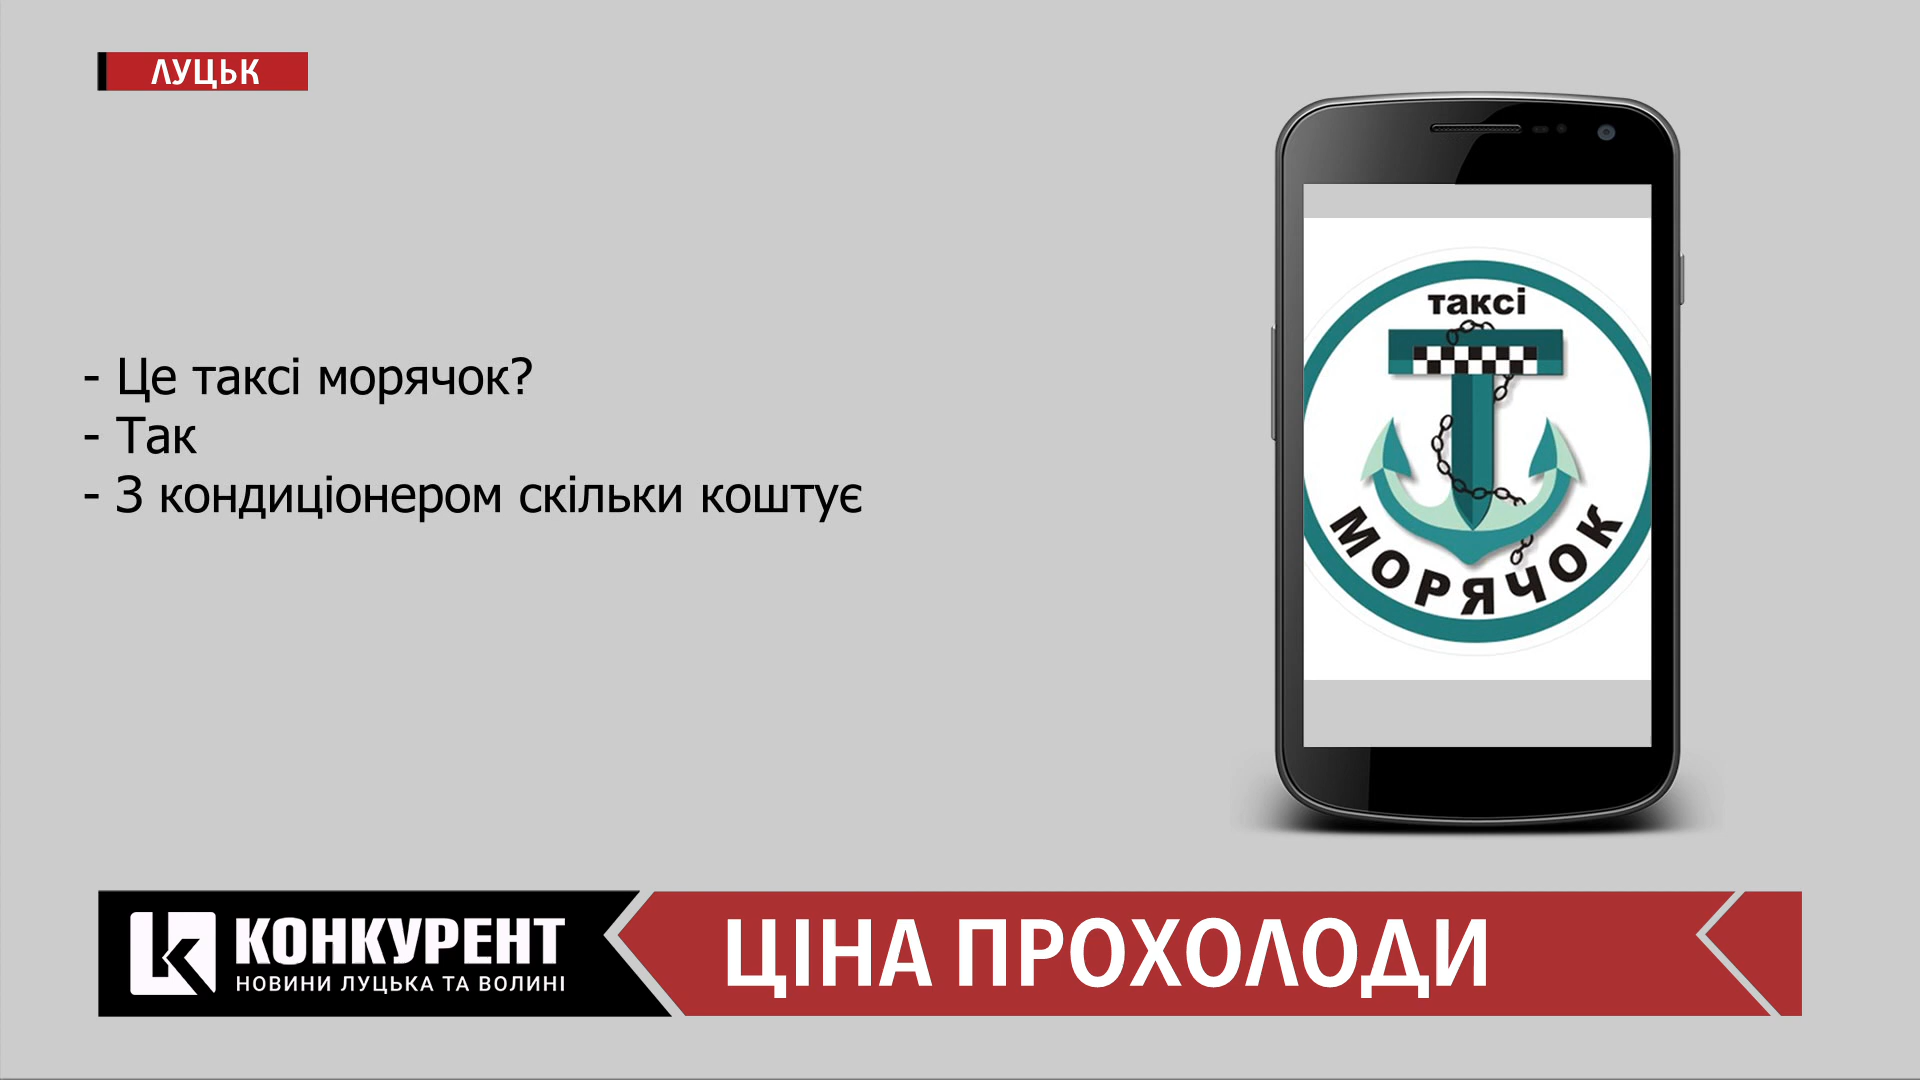 ЛУЦЬК
- Це таксі морячок?
- Так
- З кондиціонером скільки коштує
таксі
МОРЯЧОК
КОНКУРЕНТ
НОВИНИ ЛУЦЬКА ТА ВОЛИНІ
ЦІНА ПРОХОЛОДИ